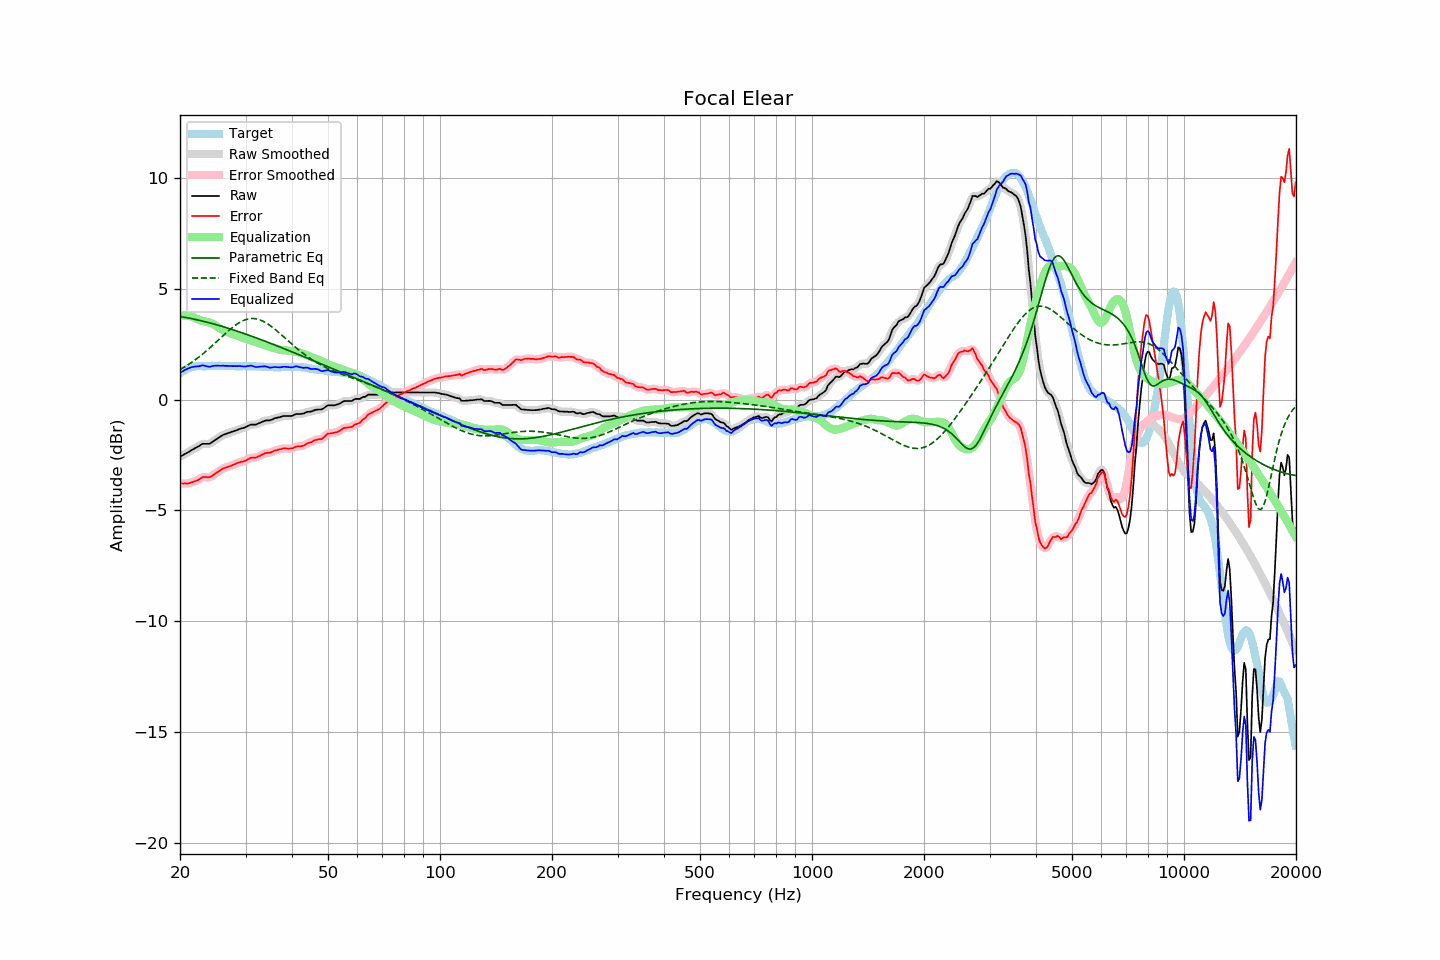 Focal Elear
Target
Raw Smoothed
Error Smoothed
Raw
Error
Equalization
Parametric Eq
Fixed Band Eq
Equalized
10
5
0
−5
−10
−15
−20
Amplitude (dBr)
20 50 100 200 500 1000 2000 5000 10000 20000
Frequency (Hz)